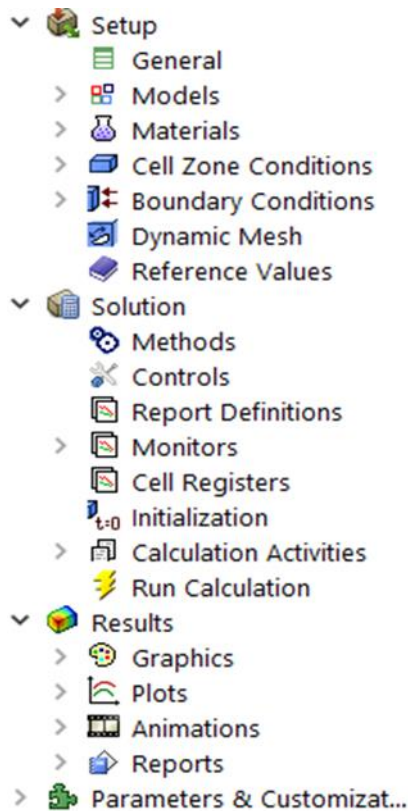 Setup
General
Models
Materials
Cell Zone Conditions
Boundary Conditions
Dynamic Mesh
Reference Values
Solution
Methods
Controls
Report Definitions
Monitors
Cell Registers
t=0 Initialization
Calculation Activities
Run Calculation
Results
Graphics
Plots
Animations
Reports
Parameters & Customizat...